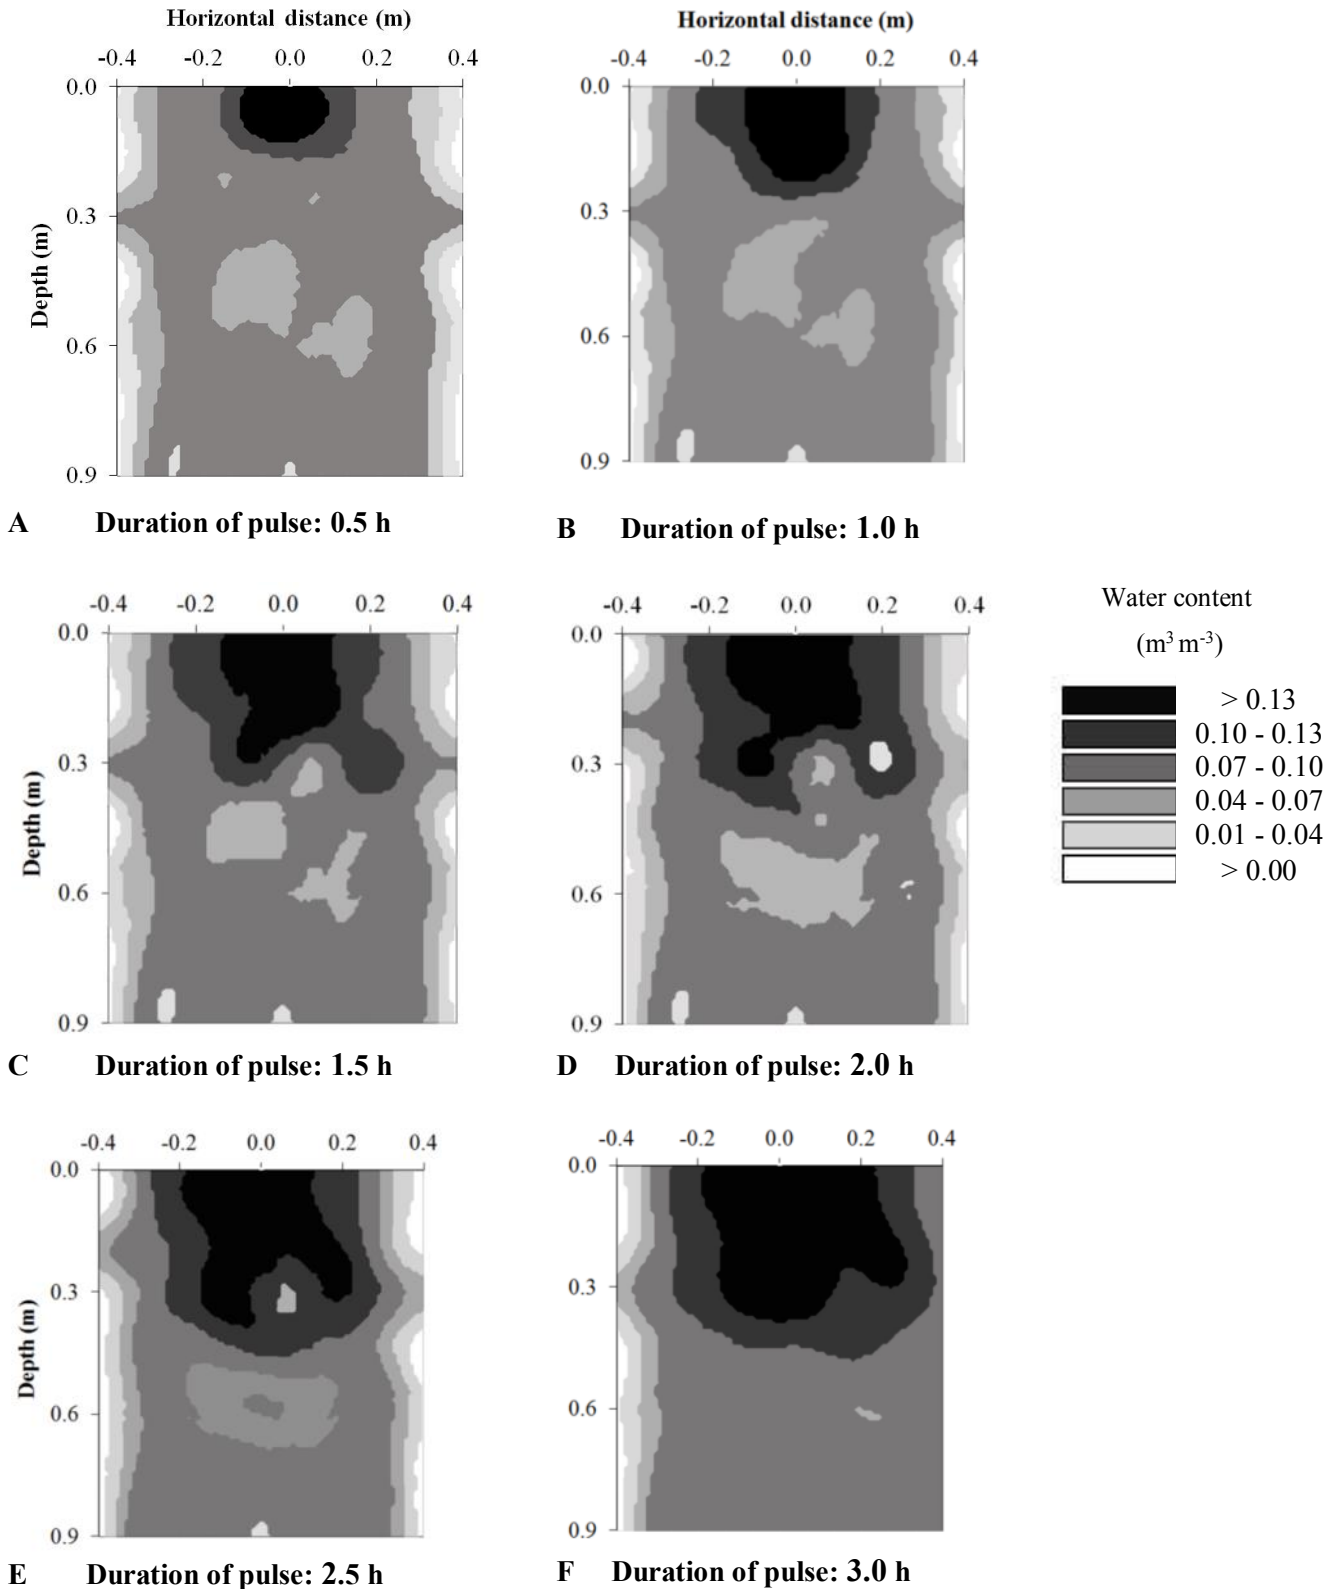 Horizontal distance (m)
-0.4 -0.2 0.0 0.2 0.4
0.0
0.3
0.6
0.9
Depth (m)
A Duration of pulse: 0.5 h
Horizontal distance (m)
-0.4 -0.2 0.0 0.2 0.4
0.0
0.3
0.6
0.9
B Duration of pulse: 1.0 h
-0.4 -0.2 0.0 0.2 0.4
0.0
0.3
0.6
0.9
Depth (m)
C Duration of pulse: 1.5 h
-0.4 -0.2 0.0 0.2 0.4
0.0
0.3
0.6
0.9
D Duration of pulse: 2.0 h
Water content
(m³ m⁻³)
> 0.13
0.10 - 0.13
0.07 - 0.10
0.04 - 0.07
0.01 - 0.04
> 0.00
-0.4 -0.2 0.0 0.2 0.4
0.0
0.3
0.6
0.9
Depth (m)
E Duration of pulse: 2.5 h
-0.4 -0.2 0.0 0.2 0.4
0.0
0.3
0.6
0.9
F Duration of pulse: 3.0 h